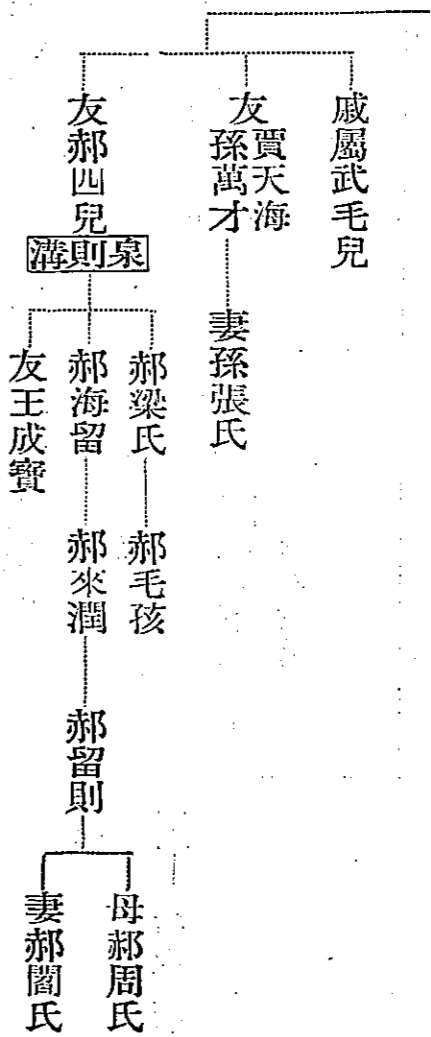 戚屬武毛兒
友賈天海
孫萬才
妻孫張氏
友郝四兒
泉則溝
郝梁氏
郝毛孩
郝海留
郝來潤
郝留則
母郝周氏
妻郝閻氏
友王成寶